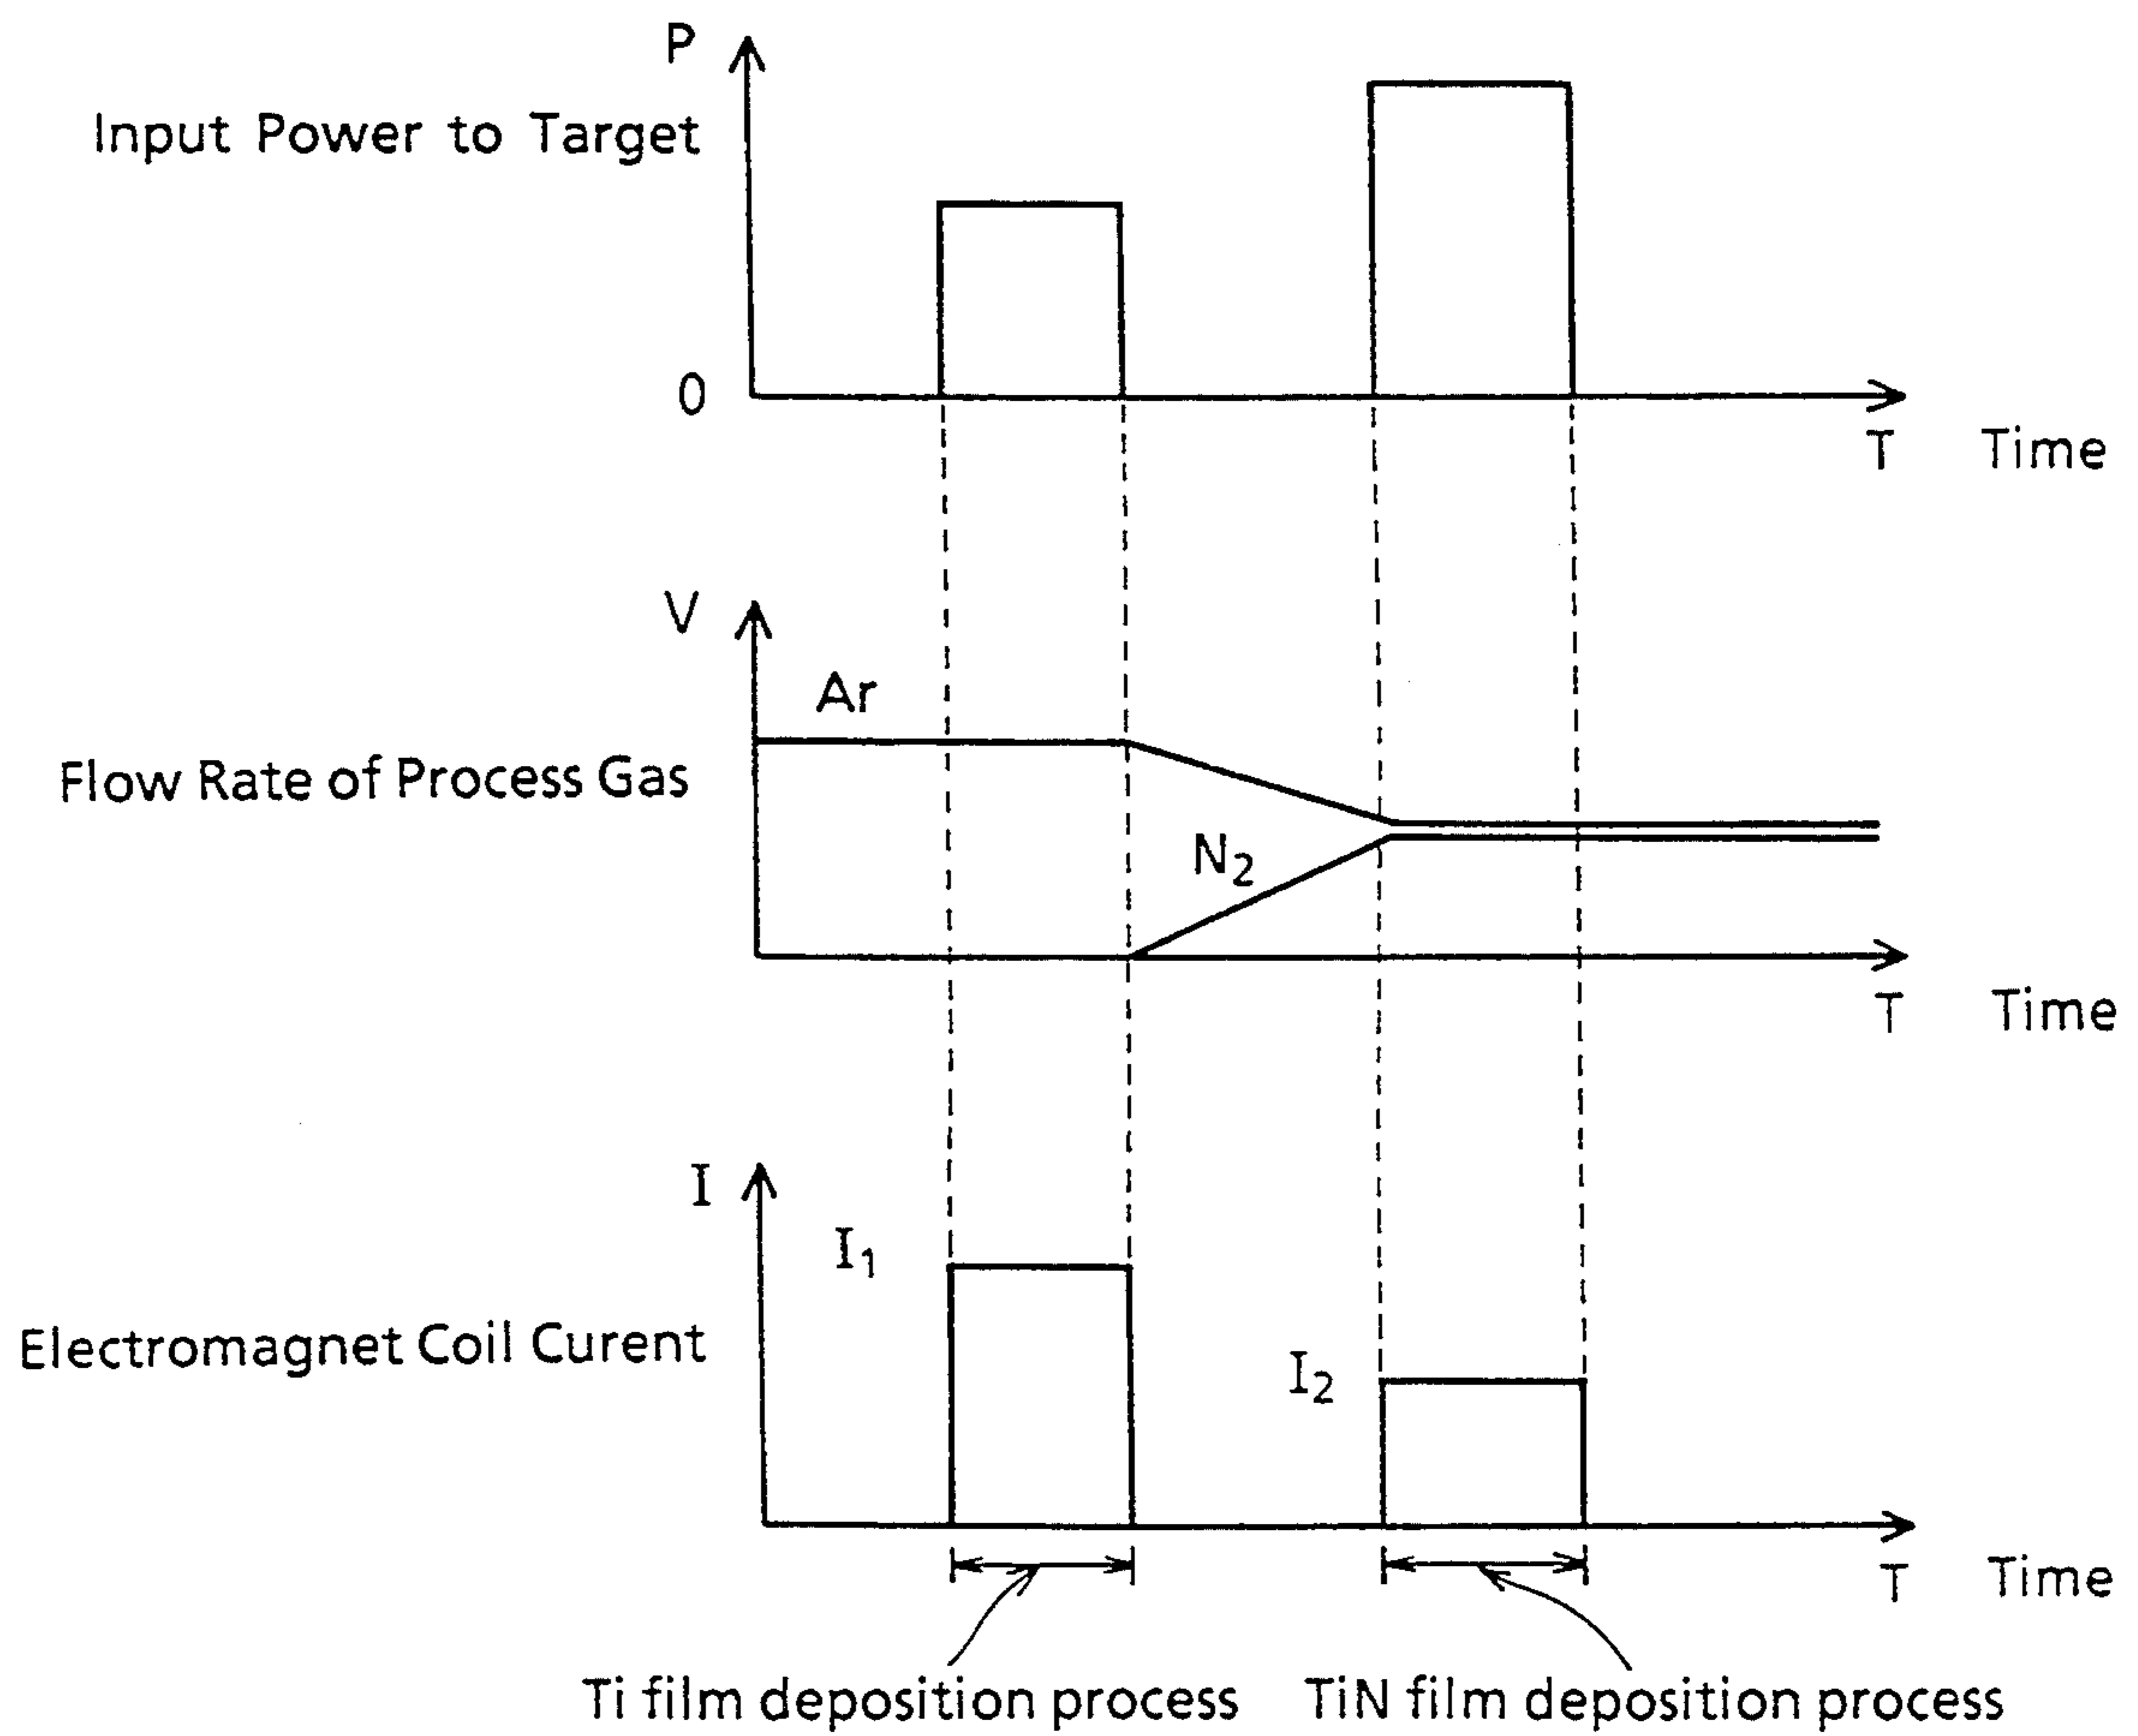 P
Input Power to Target
0
T Time
V
Ar
Flow Rate of Process Gas
N₂
T Time
I
I₁
Electromagnet Coil Curent
I₂
T Time
Ti film deposition process
TiN film deposition process